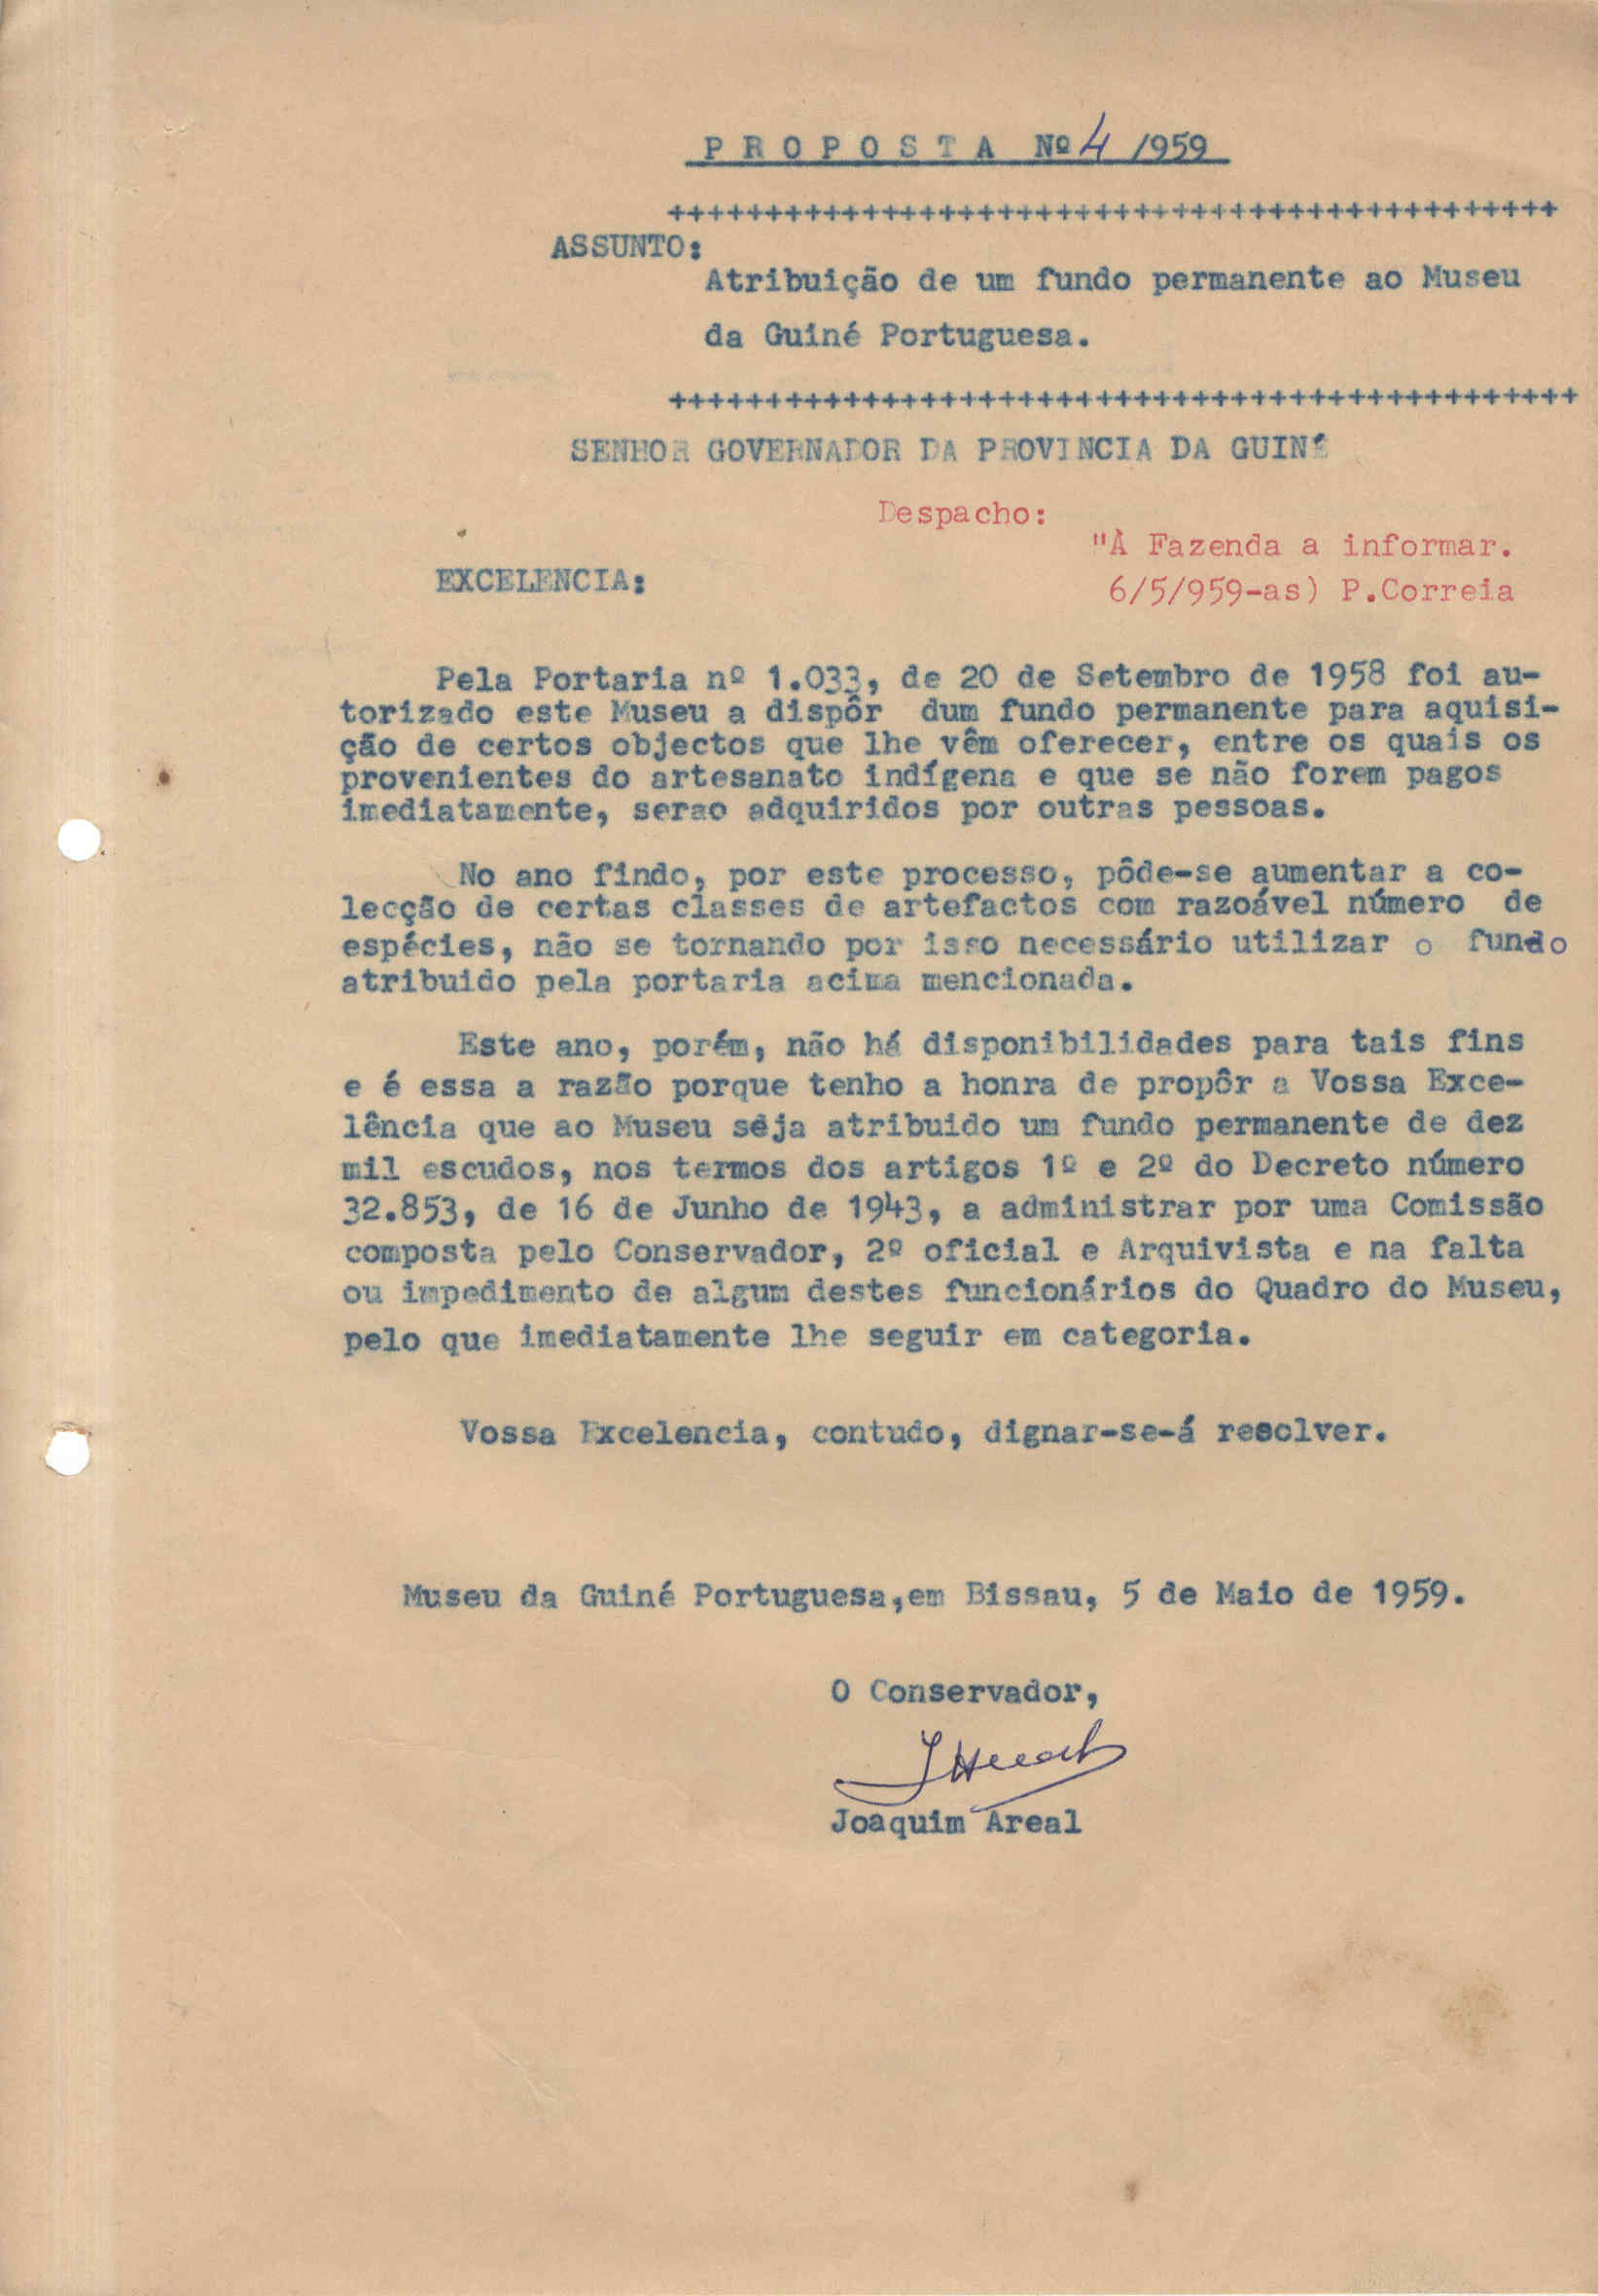 PROPOSTA Nº 4 /959
++++++++++++++++++++++++++++++++++++++++++++++
ASSUNTO:
Atribuição de um fundo permanente ao Museu
da Guiné Portuguesa.
+++++++++++++++++++++++++++++++++++++++++++++++
SENHOR GOVERNADOR DA PROVINCIA DA GUINÉ
Despacho:
"À Fazenda a informar.
6/5/959-as) P.Correia
EXCELENCIA:
Pela Portaria nº 1.033, de 20 de Setembro de 1958 foi au-
torizado este Museu a dispôr dum fundo permanente para aquisi-
ção de certos objectos que lhe vêm oferecer, entre os quais os
provenientes do artesanato indígena e que se não forem pagos
imediatamente, serao adquiridos por outras pessoas.
No ano findo, por este processo, pôde-se aumentar a co-
lecção de certas classes de artefactos com razoável número de
espécies, não se tornando por isso necessário utilizar o fundo
atribuido pela portaria acima mencionada.
Este ano, porém, não há disponibilidades para tais fins
e é essa a razão porque tenho a honra de propôr a Vossa Exce-
lência que ao Museu sêja atribuido um fundo permanente de dez
mil escudos, nos termos dos artigos 1º e 2º do Decreto número
32.853, de 16 de Junho de 1943, a administrar por uma Comissão
composta pelo Conservador, 2º oficial e Arquivista e na falta
ou impedimento de algum destes funcionários do Quadro do Museu,
pelo que imediatamente lhe seguir em categoria.
Vossa Excelencia, contudo, dignar-se-á resolver.
Museu da Guiné Portuguesa,em Bissau, 5 de Maio de 1959.
O Conservador,
Joaquim Areal